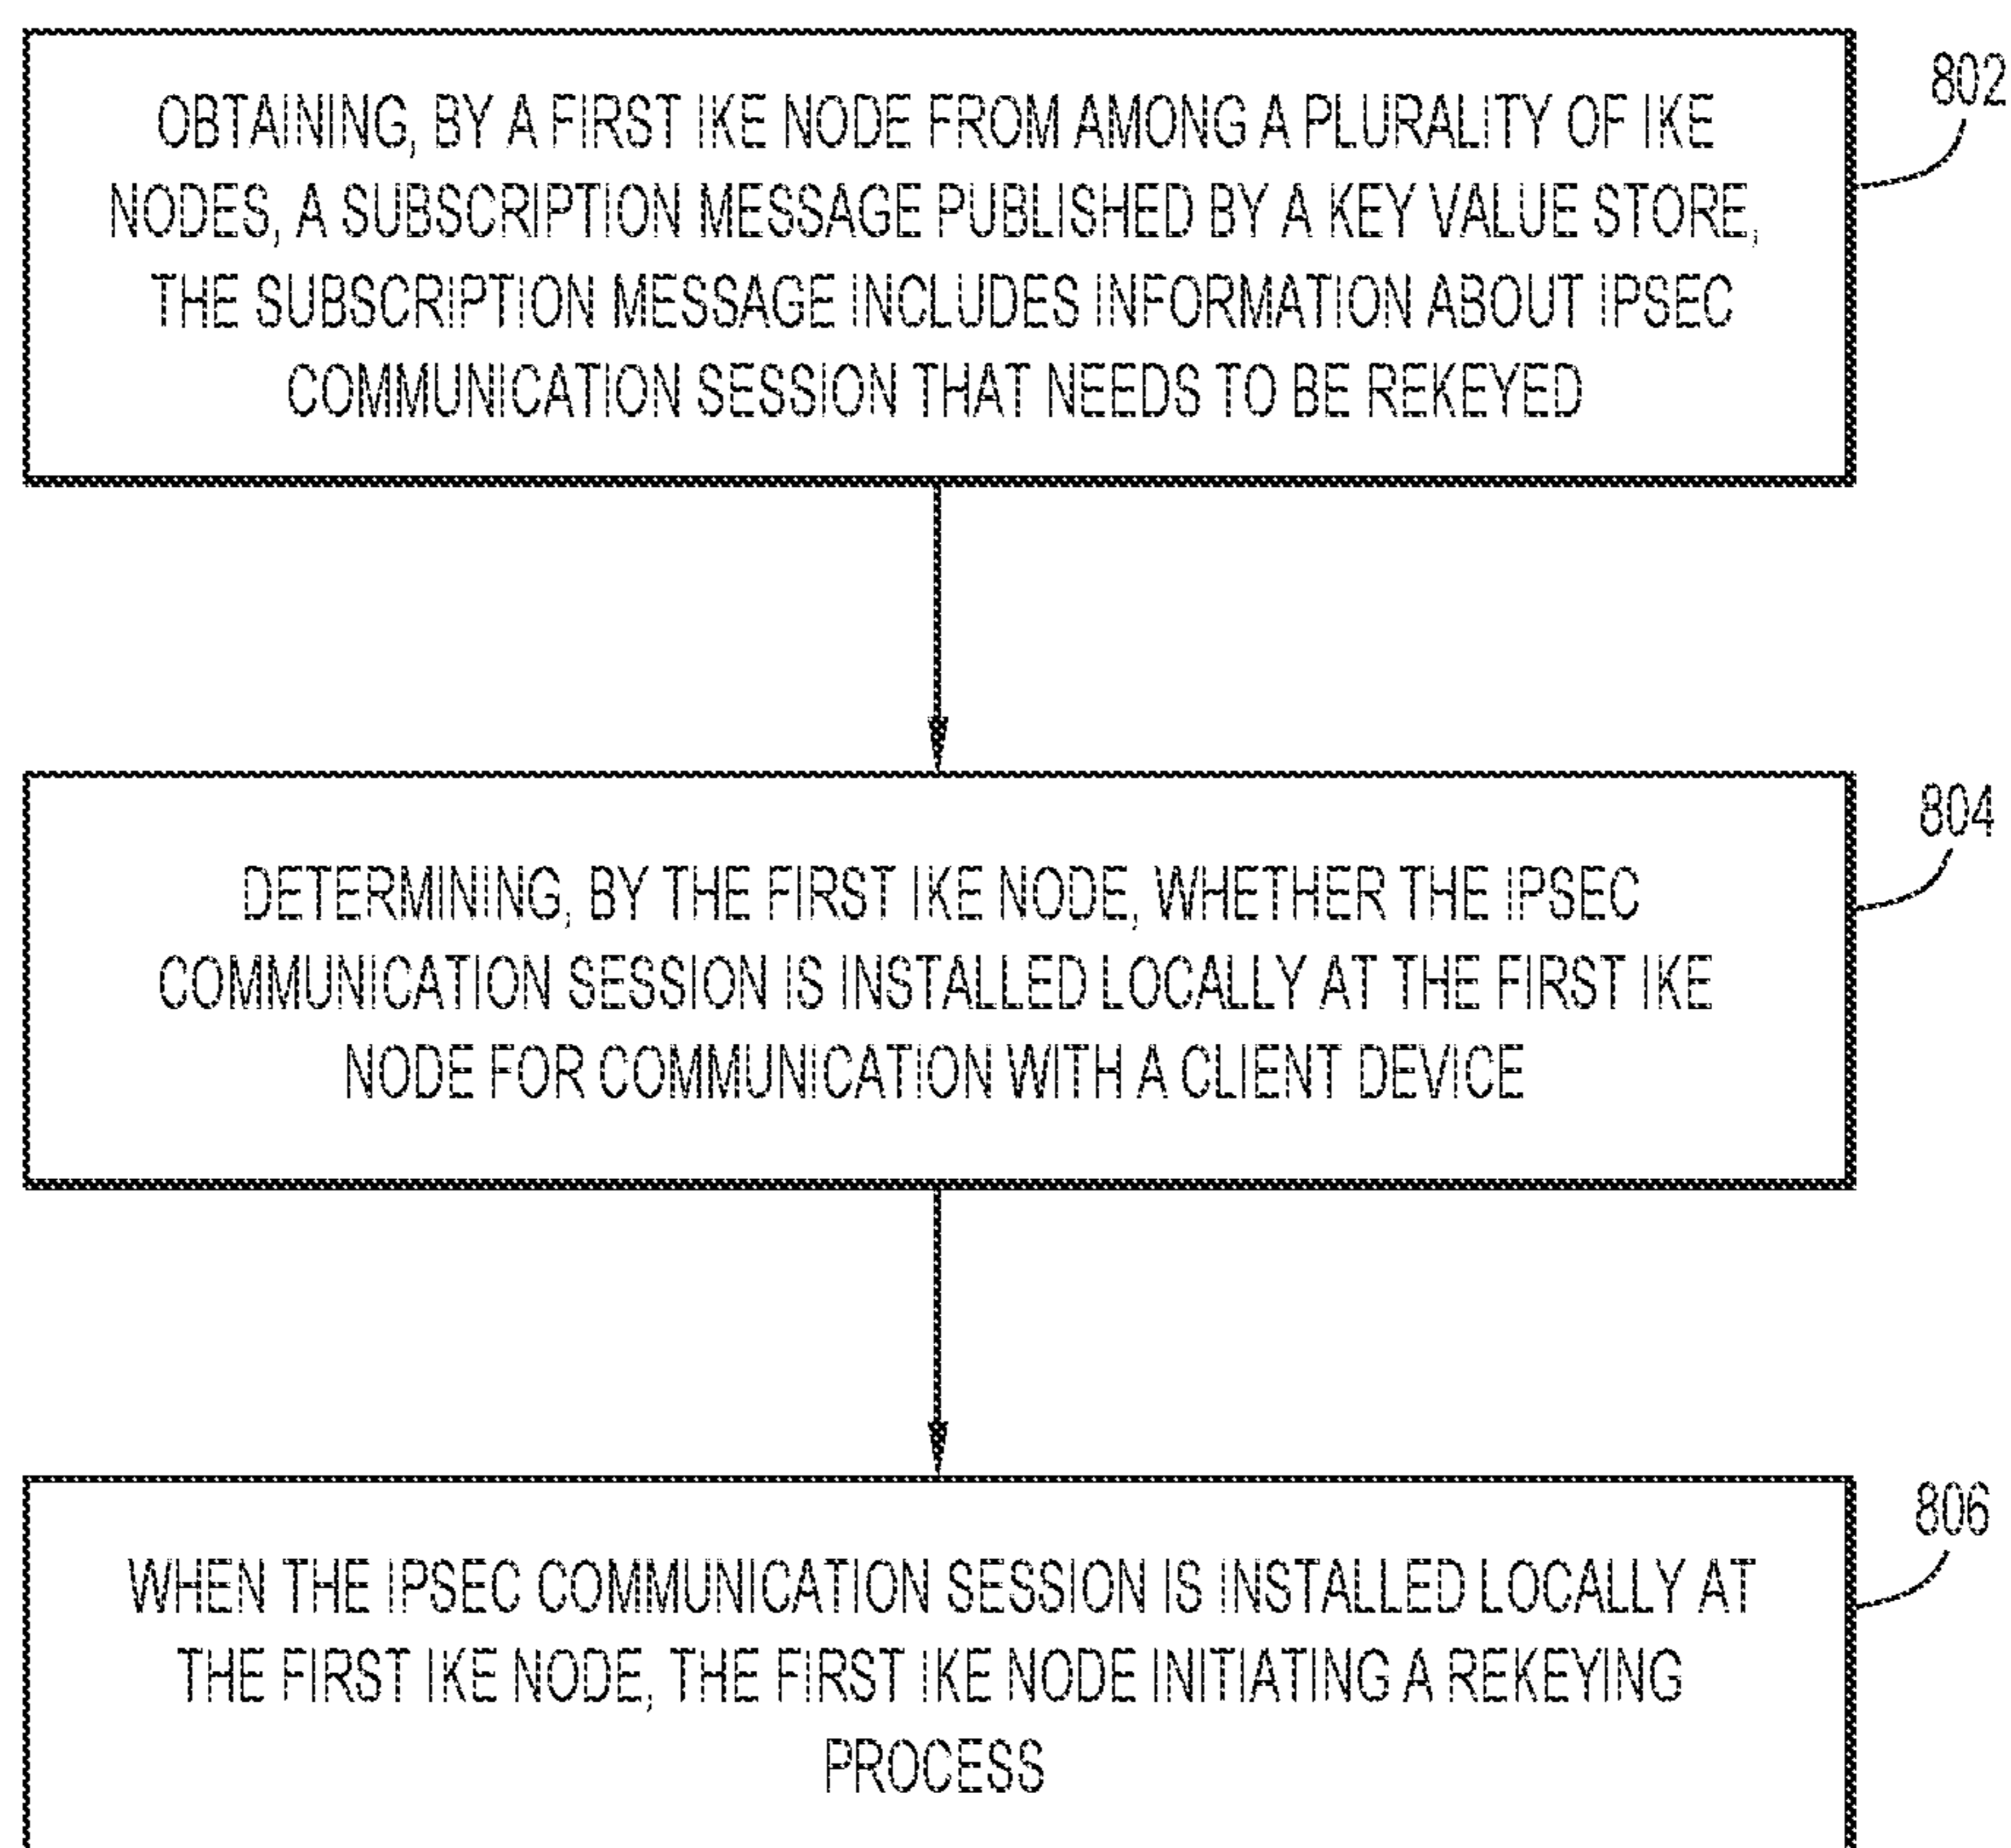 OBTAINING, BY A FIRST IKE NODE FROM AMONG A PLURALITY OF IKE
NODES, A SUBSCRIPTION MESSAGE PUBLISHED BY A KEY VALUE STORE,
THE SUBSCRIPTION MESSAGE INCLUDES INFORMATION ABOUT IPSEC
COMMUNICATION SESSION THAT NEEDS TO BE REKEYED
802
DETERMINING, BY THE FIRST IKE NODE, WHETHER THE IPSEC
COMMUNICATION SESSION IS INSTALLED LOCALLY AT THE FIRST IKE
NODE FOR COMMUNICATION WITH A CLIENT DEVICE
804
WHEN THE IPSEC COMMUNICATION SESSION IS INSTALLED LOCALLY AT
THE FIRST IKE NODE, THE FIRST IKE NODE INITIATING A REKEYING
PROCESS
806